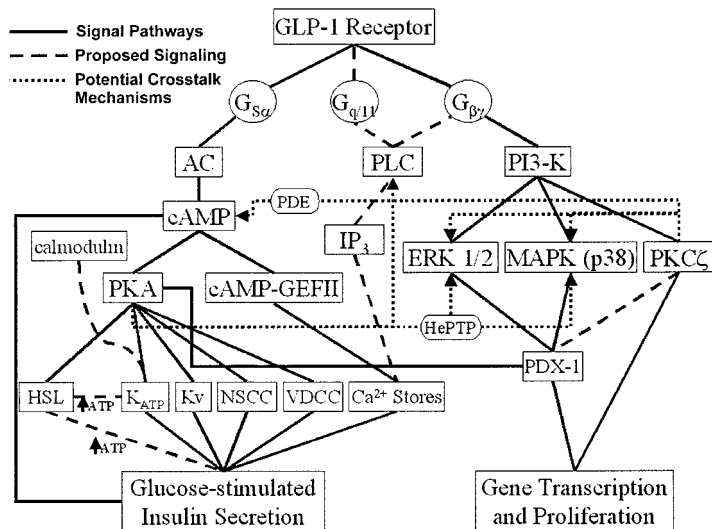 GLP-1 Receptor
Signal Pathways
Proposed Signaling
Potential Crosstalk
Mechanisms
GSα
Gq/11
Gβγ
AC
PLC
PI3-K
PDE
cAMP
IP3
calmodulin
ERK 1/2
MAPK (p38)
PKCζ
PKA
cAMP-GEFII
HePTP
PDX-1
HSL
ATP
KATP
Kv
NSCC
VDCC
Ca2+ Stores
ATP
Glucose-stimulated
Insulin Secretion
Gene Transcription
and Proliferation